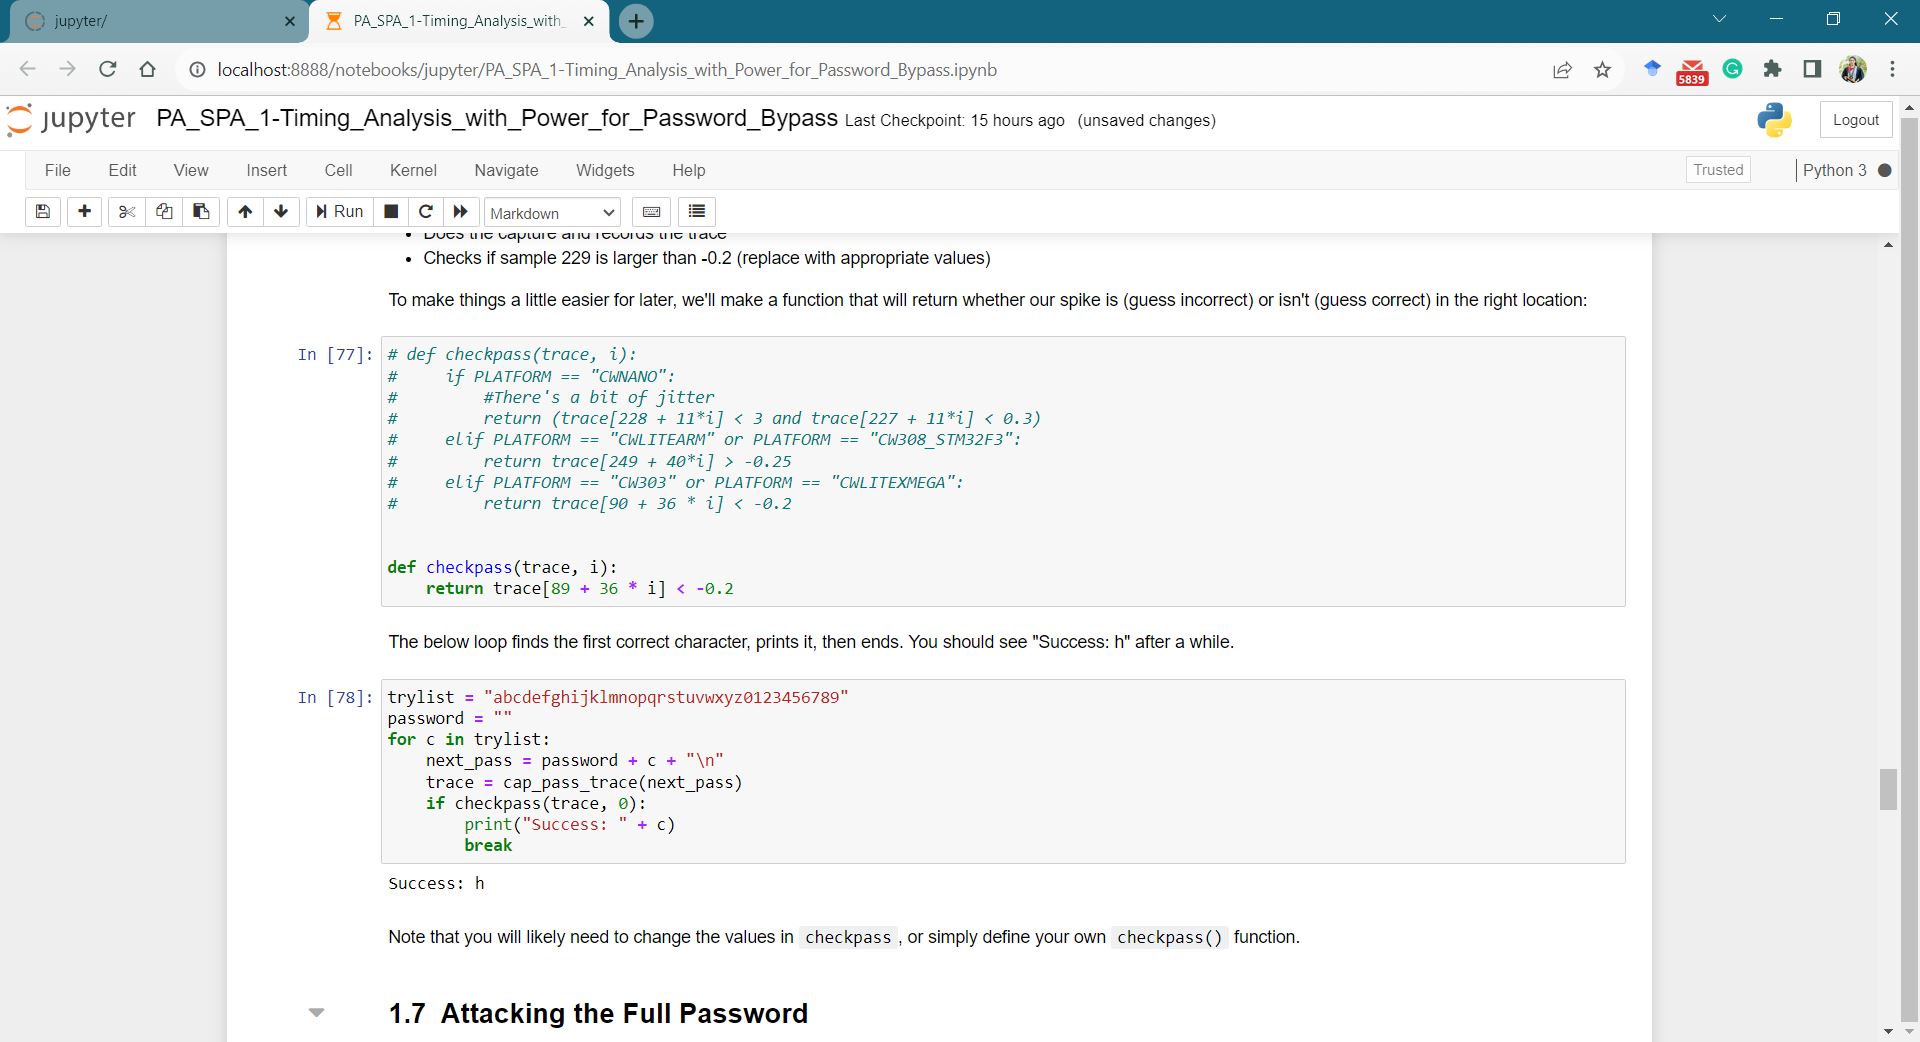 jupyter/
PA_SPA_1-Timing_Analysis_with_
localhost:8888/notebooks/jupyter/PA_SPA_1-Timing_Analysis_with_Power_for_Password_Bypass.ipynb
5839
jupyter PA_SPA_1-Timing_Analysis_with_Power_for_Password_Bypass Last Checkpoint: 15 hours ago (unsaved changes)
Logout
File Edit View Insert Cell Kernel Navigate Widgets Help
Trusted
Python 3
Run
Markdown
• Does the capture and records the trace
• Checks if sample 229 is larger than -0.2 (replace with appropriate values)
To make things a little easier for later, we'll make a function that will return whether our spike is (guess incorrect) or isn't (guess correct) in the right location:
In [77]:
# def checkpass(trace, i):
#     if PLATFORM == "CWNANO":
#         #There's a bit of jitter
#         return (trace[228 + 11*i] < 3 and trace[227 + 11*i] < 0.3)
#     elif PLATFORM == "CWLITEARM" or PLATFORM == "CW308_STM32F3":
#         return trace[249 + 40*i] > -0.25
#     elif PLATFORM == "CW303" or PLATFORM == "CWLITEXMEGA":
#         return trace[90 + 36 * i] < -0.2
def checkpass(trace, i):
    return trace[89 + 36 * i] < -0.2
The below loop finds the first correct character, prints it, then ends. You should see "Success: h" after a while.
In [78]:
trylist = "abcdefghijklmnopqrstuvwxyz0123456789"
password = ""
for c in trylist:
    next_pass = password + c + "\n"
    trace = cap_pass_trace(next_pass)
    if checkpass(trace, 0):
        print("Success: " + c)
        break
Success: h
Note that you will likely need to change the values in checkpass , or simply define your own checkpass() function.
1.7 Attacking the Full Password